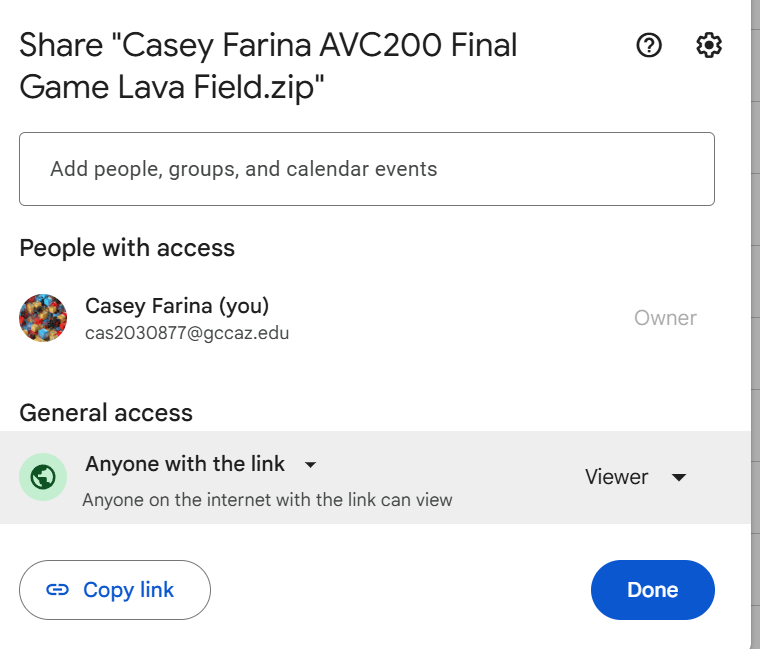 Share "Casey Farina AVC200 Final
Game Lava Field.zip"
Add people, groups, and calendar events
People with access
Casey Farina (you)
cas2030877@gccaz.edu
Owner
General access
Anyone with the link
Anyone on the internet with the link can view
Viewer
Copy link
Done